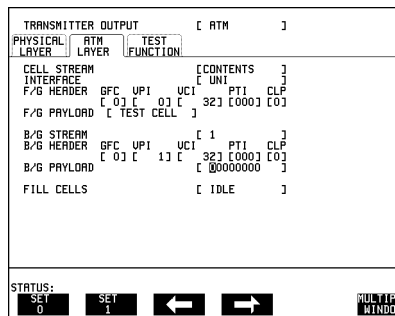 TRANSMITTER OUTPUT [ ATM ]
PHYSICAL LAYER ATM LAYER TEST FUNCTION
CELL STREAM [CONTENTS ]
INTERFACE [ UNI ]
F/G HEADER GFC VPI VCI PTI CLP
[ 0] [ 0] [ 32] [000] [0]
F/G PAYLOAD [ TEST CELL ]
B/G STREAM [ 1 ]
B/G HEADER GFC VPI VCI PTI CLP
[ 0] [ 1] [ 32] [000] [0]
B/G PAYLOAD [ 00000000 ]
FILL CELLS [ IDLE ]
STATUS:
SET 0 SET 1 MULTIP WINDO